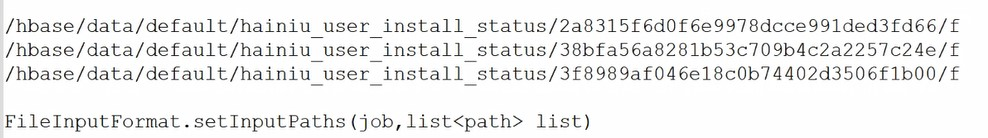 /hbase/data/default/hainiu_user_install_status/2a8315f6d0f6e9978dcce991ded3fd66/f
/hbase/data/default/hainiu_user_install_status/38bfa56a8281b53c709b4c2a2257c24e/f
/hbase/data/default/hainiu_user_install_status/3f8989af046e18c0b74402d3506f1b00/f
FileInputFormat.setInputPaths(job,list<path> list)